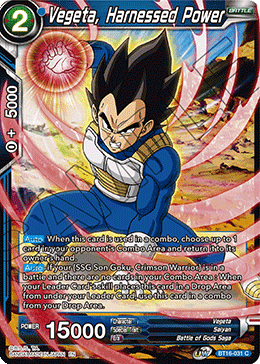 2
Vegeta, Harnessed Power
BATTLE
0 + 5000
Auto When this card is used in a combo, choose up to 1
card in your opponent's Combo Area and return it to its
owner's hand.
Auto If your [SSG Son Goku, Crimson Warrior] is in a
battle and there are no cards in your Combo Area: When
your Leader Card's skill places this card in a Drop Area
from under your Leader Card, use this card in a combo
from your Drop Area.
POWER
15000
Character
Vegeta
Saiyan
Battle of Gods Saga
BT16-031 C